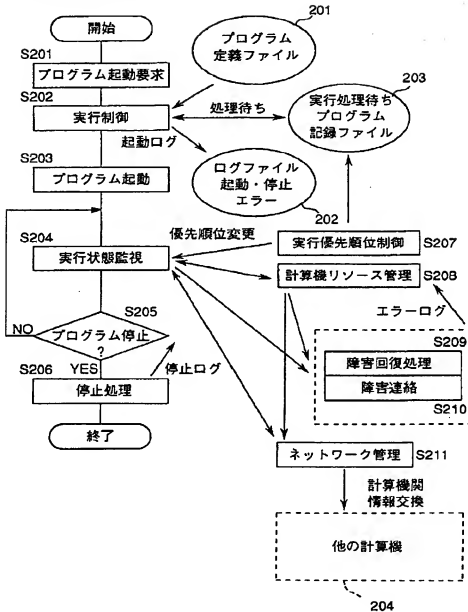 開始
S201
プログラム起動要求
S202
実行制御
起動ログ
S203
プログラム起動
S204
実行状態監視
S205
プログラム停止
?
NO
YES
S206
停止処理
停止ログ
終了
201
プログラム
定義ファイル
処理待ち
203
実行処理待ち
プログラム
記録ファイル
ログファイル
起動・停止
エラー
202
優先順位変更
実行優先順位制御
S207
計算機リソース管理
S208
エラーログ
S209
障害回復処理
障害連絡
S210
ネットワーク管理
S211
計算機関
情報交換
他の計算機
204